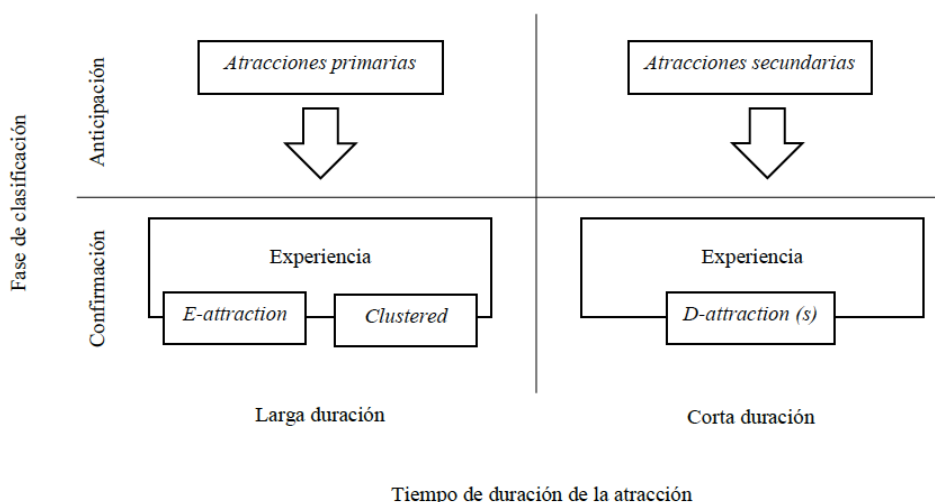 Fase de clasificación
Anticipación
Atracciones primarias
Atracciones secundarias
Confirmación
Experiencia
E-attraction
Clustered
Experiencia
D-attraction (s)
Larga duración
Corta duración
Tiempo de duración de la atracción